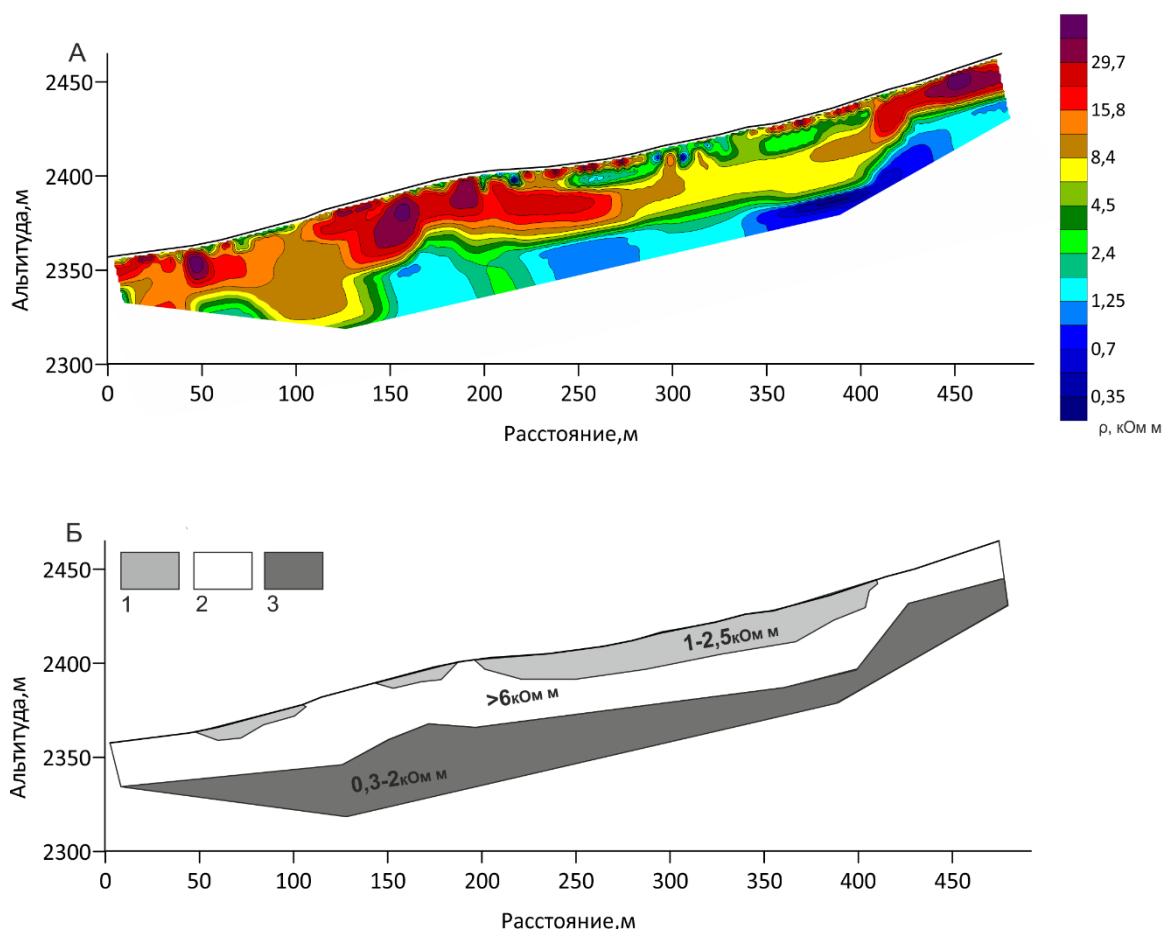 А
2450
2400
2350
2300
Альтитуда,м
0 50 100 150 200 250 300 350 400 450
Расстояние,м
29,7
15,8
8,4
4,5
2,4
1,25
0,7
0,35
ρ, кОм м
Б
1 2 3
2450
2400
2350
2300
Альтитуда,м
1-2,5кОм м
>6кОм м
0,3-2кОм м
0 50 100 150 200 250 300 350 400 450
Расстояние,м